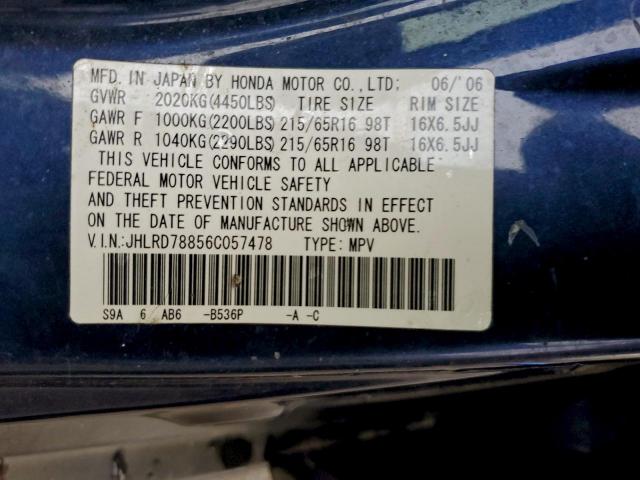 MFD. IN JAPAN BY HONDA MOTOR CO., LTD: 06/'06
GVWR 2020KG(4450LBS) TIRE SIZE RIM SIZE
GAWR F 1000KG(2200LBS) 215/65R16 98T 16X6.5JJ
GAWR R 1040KG(2290LBS) 215/65R16 98T 16X6.5JJ
THIS VEHICLE CONFORMS TO ALL APPLICABLE
FEDERAL MOTOR VEHICLE SAFETY
AND THEFT PREVENTION STANDARDS IN EFFECT
ON THE DATE OF MANUFACTURE SHOWN ABOVE.
V.I.N.:JHLRD78856C057478 TYPE: MPV
S9A 6 AB6 -B536P -A -C